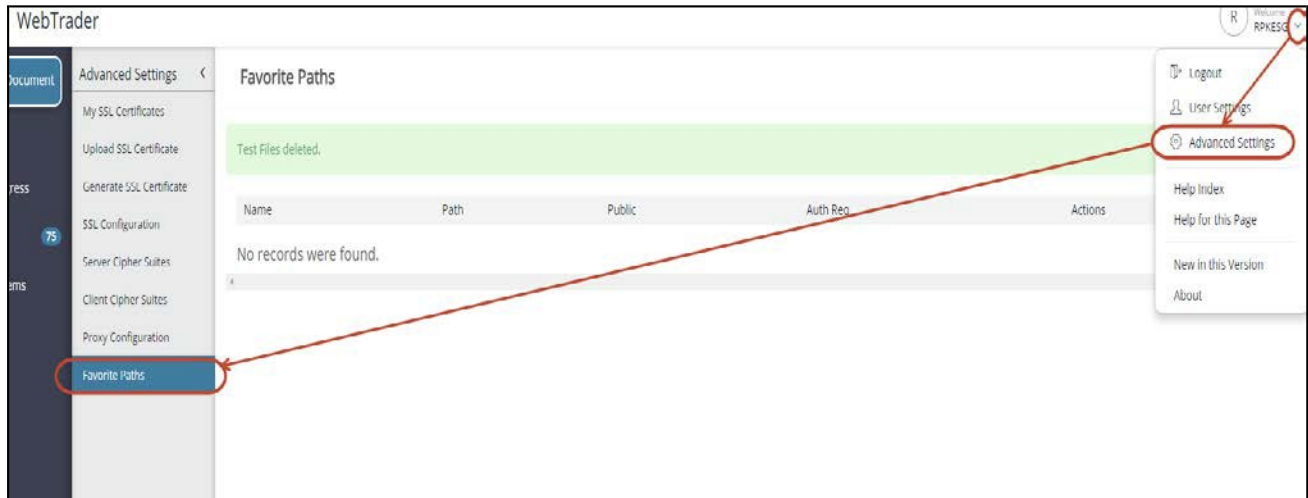 WebTrader
R
Welcome
RPKESG
Document
ress
75
ems
Advanced Settings <
My SSL Certificates
Upload SSL Certificate
Generate SSL Certificate
SSL Configuration
Server Cipher Suites
Client Cipher Suites
Proxy Configuration
Favorite Paths
Favorite Paths
Test Files deleted.
Name Path Public Auth Req Actions
No records were found.
Logout
User Settings
Advanced Settings
Help Index
Help for this Page
New in this Version
About